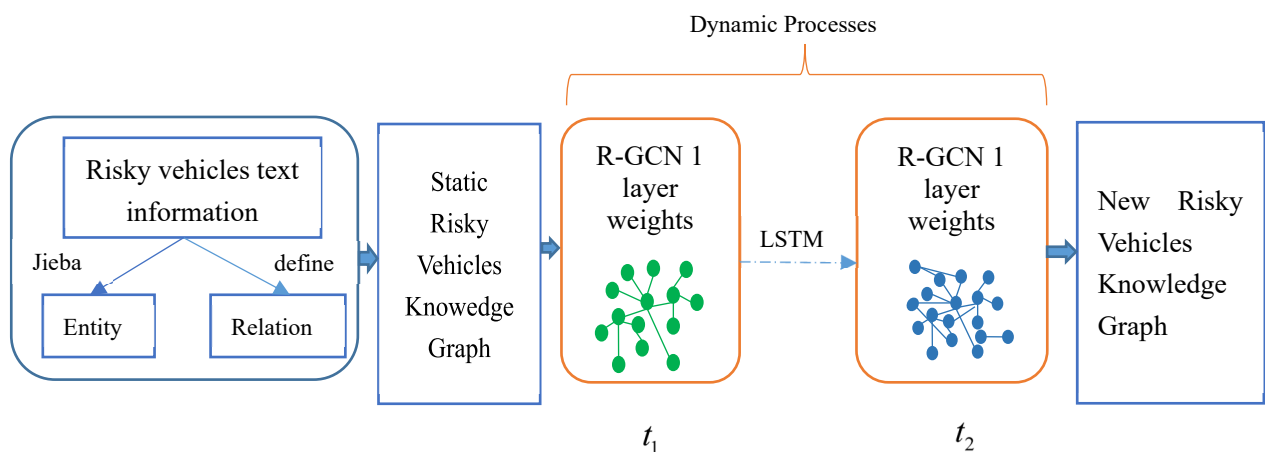 Dynamic Processes
Risky vehicles text
information
Jieba
define
Entity
Relation
Static
Risky
Vehicles
Knowedge
Graph
R-GCN 1
layer
weights
LSTM
R-GCN 1
layer
weights
New Risky
Vehicles
Knowledge
Graph
t₁
t₂